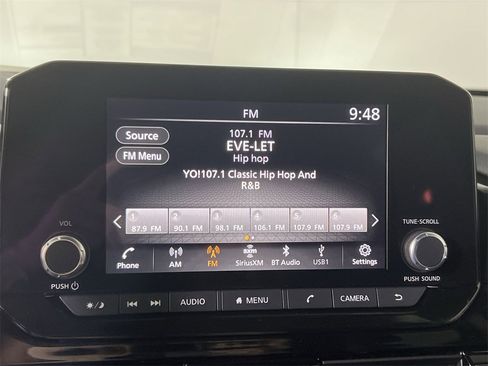 FM
9:48
Source
107.1 FM
EVE-LET
FM Menu
Hip hop
YO!107.1 Classic Hip Hop And
R&B
VOL
TUNE-SCROLL
1 2 3 4 5 6
87.9 FM 90.1 FM 98.1 FM 106.1 FM 107.9 FM 107.9 FM
Phone AM FM SiriusXM BT Audio USB1 Settings
PUSH
PUSH SOUND
AUDIO MENU CAMERA